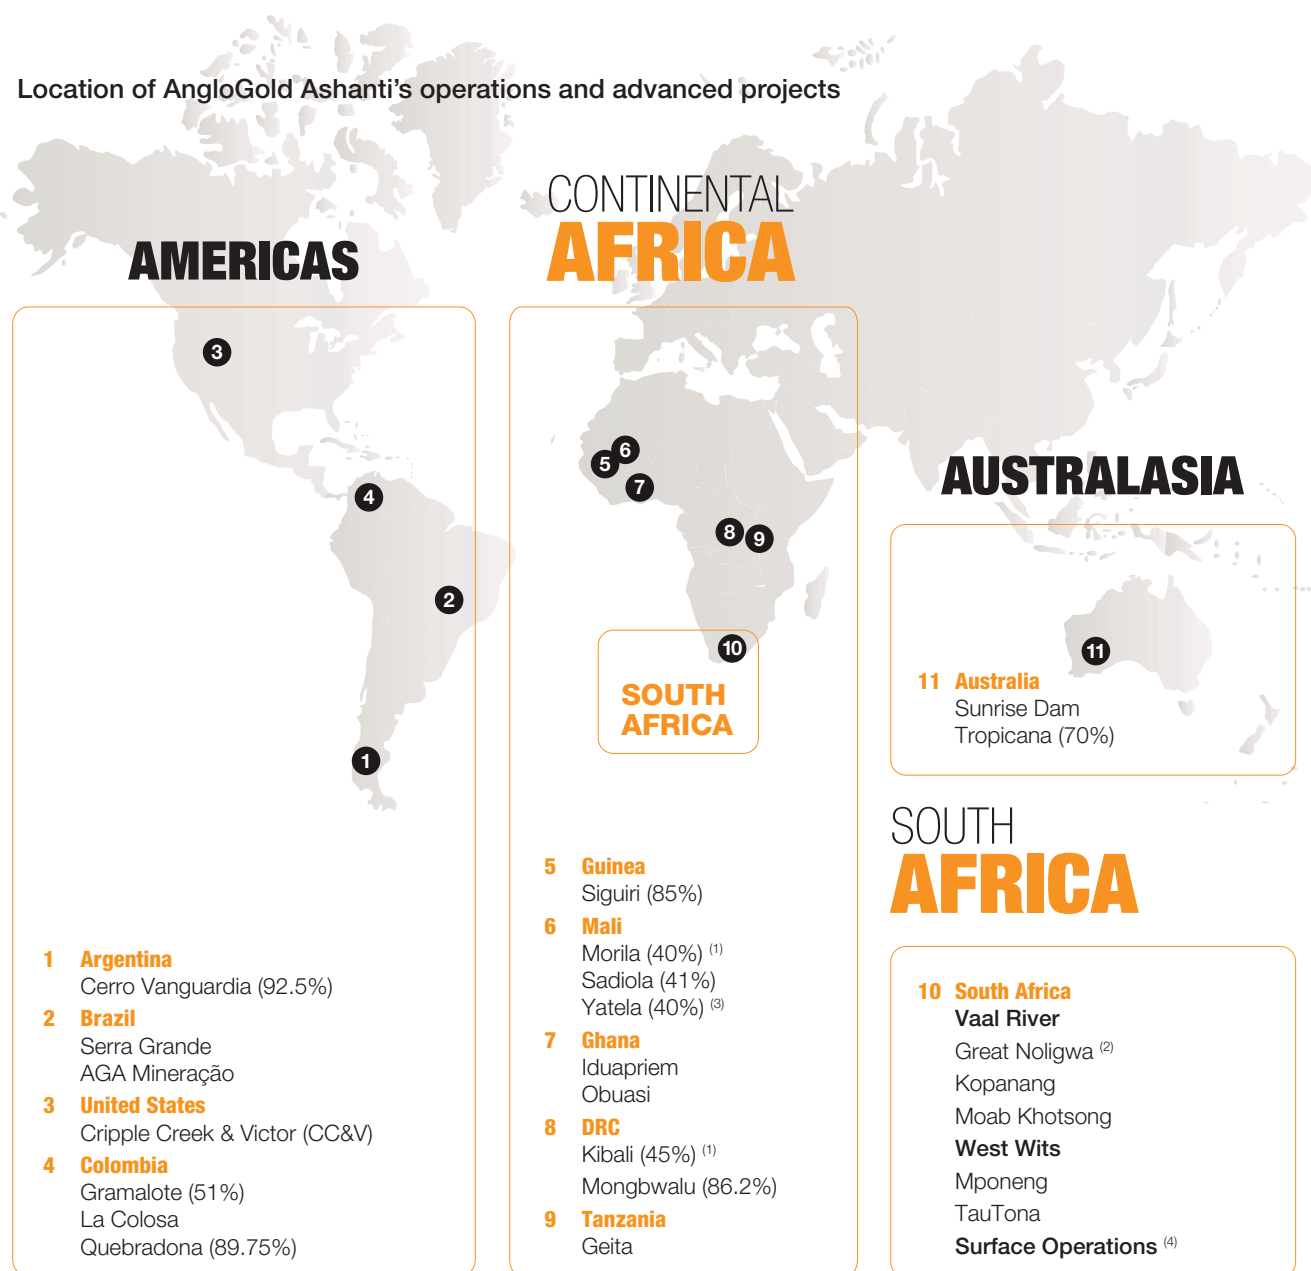 Location of AngloGold Ashanti's operations and advanced projects
AMERICAS
3
4
2
1
1 Argentina
Cerro Vanguardia (92.5%)
2 Brazil
Serra Grande
AGA Mineração
3 United States
Cripple Creek & Victor (CC&V)
4 Colombia
Gramalote (51%)
La Colosa
Quebradona (89.75%)
CONTINENTAL
AFRICA
6
5
7
8
9
10
SOUTH
AFRICA
5 Guinea
Siguiri (85%)
6 Mali
Morila (40%) (1)
Sadiola (41%)
Yatela (40%) (3)
7 Ghana
Iduapriem
Obuasi
8 DRC
Kibali (45%) (1)
Mongbwalu (86.2%)
9 Tanzania
Geita
AUSTRALASIA
11
11 Australia
Sunrise Dam
Tropicana (70%)
SOUTH
AFRICA
10 South Africa
Vaal River
Great Noligwa (2)
Kopanang
Moab Khotsong
West Wits
Mponeng
TauTona
Surface Operations (4)